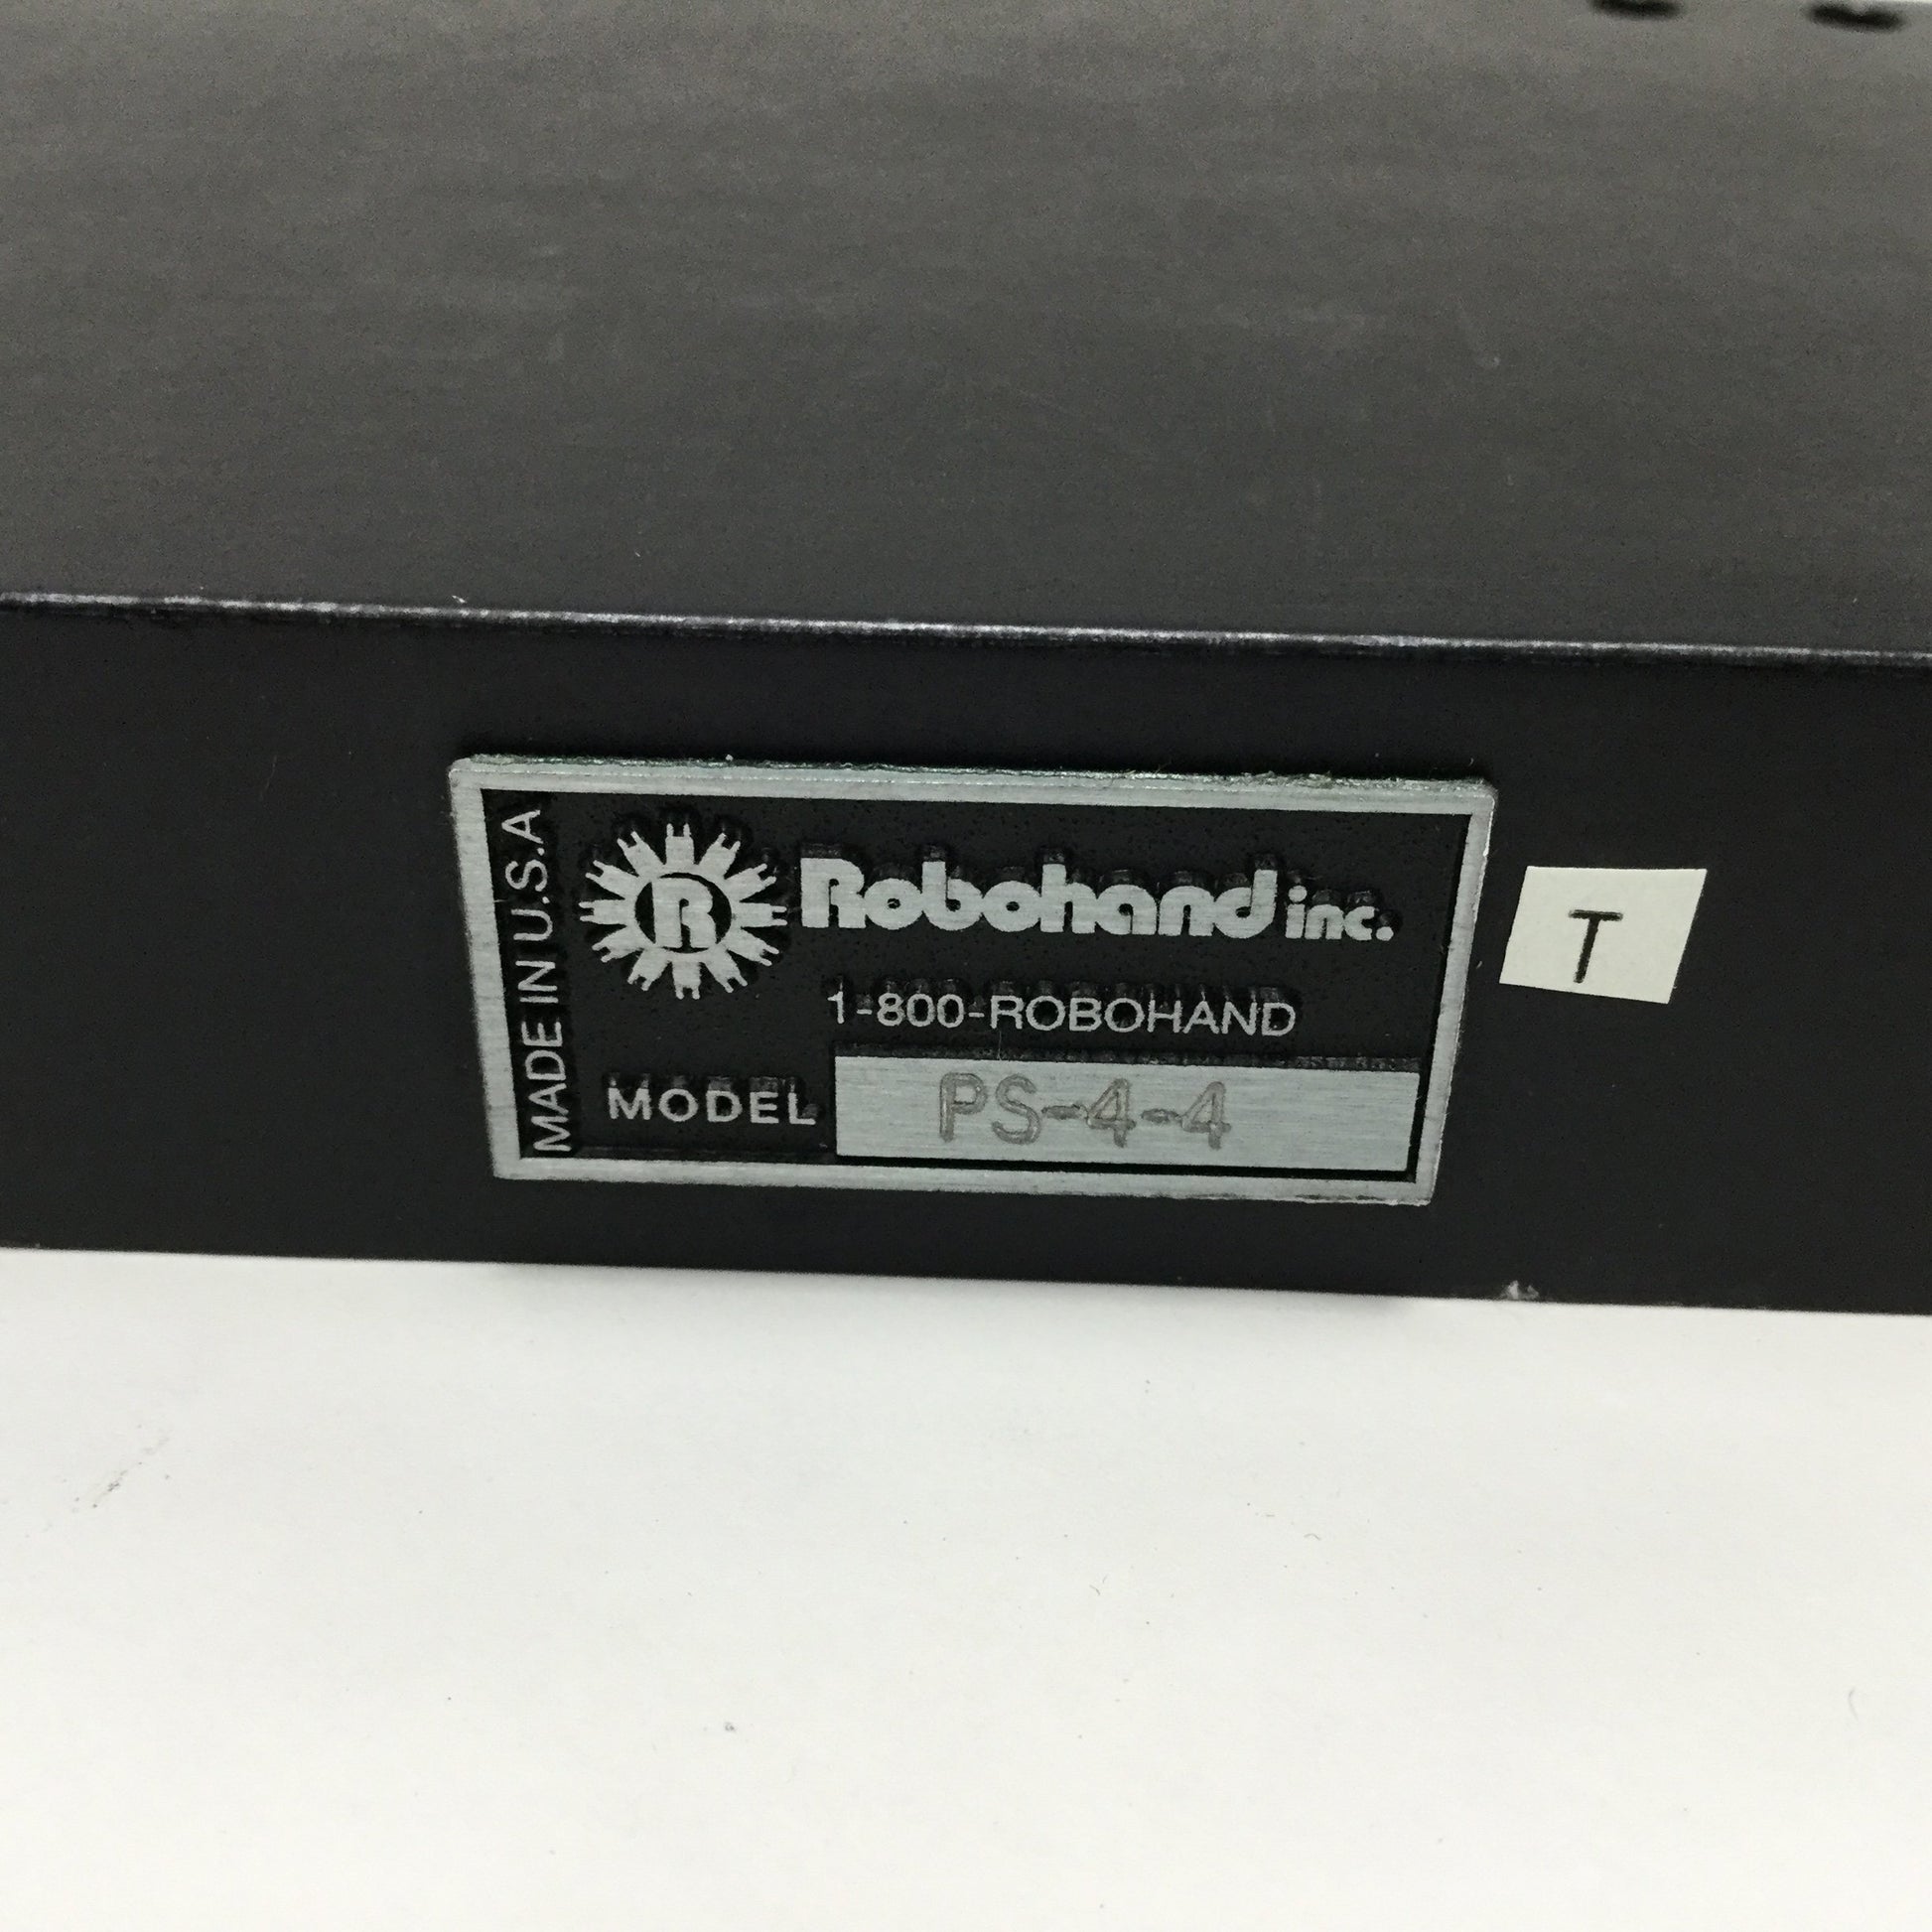 MADE IN U.S.A
R
Robohand inc.
1-800-ROBOHAND
MODEL PS-4-4
T